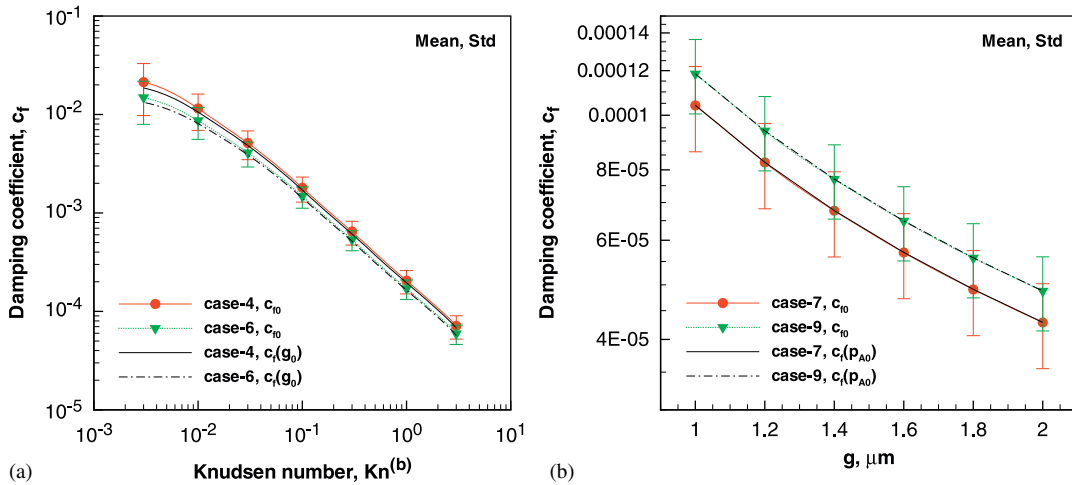 10⁻¹
10⁻²
10⁻³
10⁻⁴
10⁻⁵
Damping coefficient, c_f
Mean, Std
case-4, c_f0
case-6, c_f0
case-4, c_f(g_0)
case-6, c_f(g_0)
10⁻³ 10⁻² 10⁻¹ 10⁰ 10¹
Knudsen number, Kn⁽ᵇ⁾
(a)
0.00014
0.00012
0.0001
8E-05
6E-05
4E-05
Damping coefficient, c_f
Mean, Std
case-7, c_f0
case-9, c_f0
case-7, c_f(p_A0)
case-9, c_f(p_A0)
1 1.2 1.4 1.6 1.8 2
g, μm
(b)